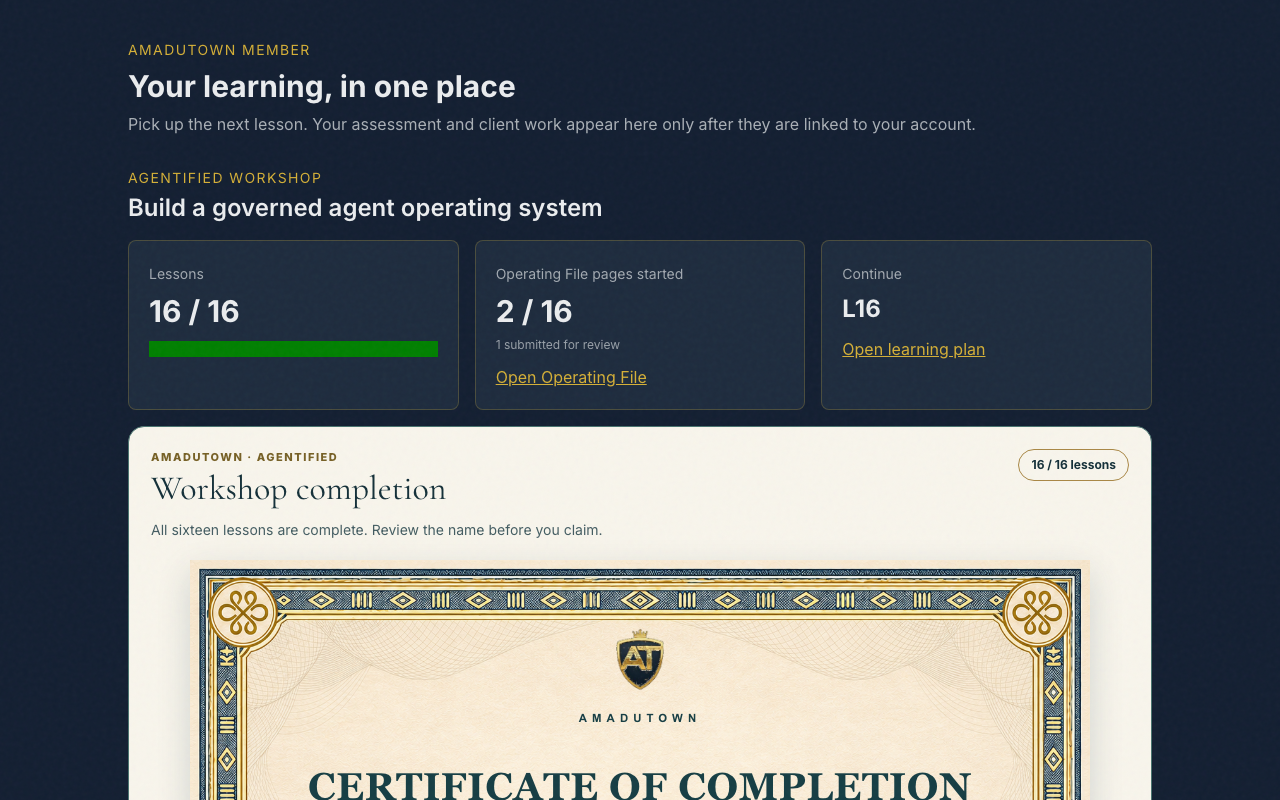 AMADUTOWN MEMBER
Your learning, in one place
Pick up the next lesson. Your assessment and client work appear here only after they are linked to your account.
AGENTIFIED WORKSHOP
Build a governed agent operating system
Lessons
16 / 16
Operating File pages started
2 / 16
1 submitted for review
Open Operating File
Continue
L16
Open learning plan
AMADUTOWN · AGENTIFIED
Workshop completion
16 / 16 lessons
All sixteen lessons are complete. Review the name before you claim.
AT
AMADUTOWN
CERTIFICATE OF COMPLETION